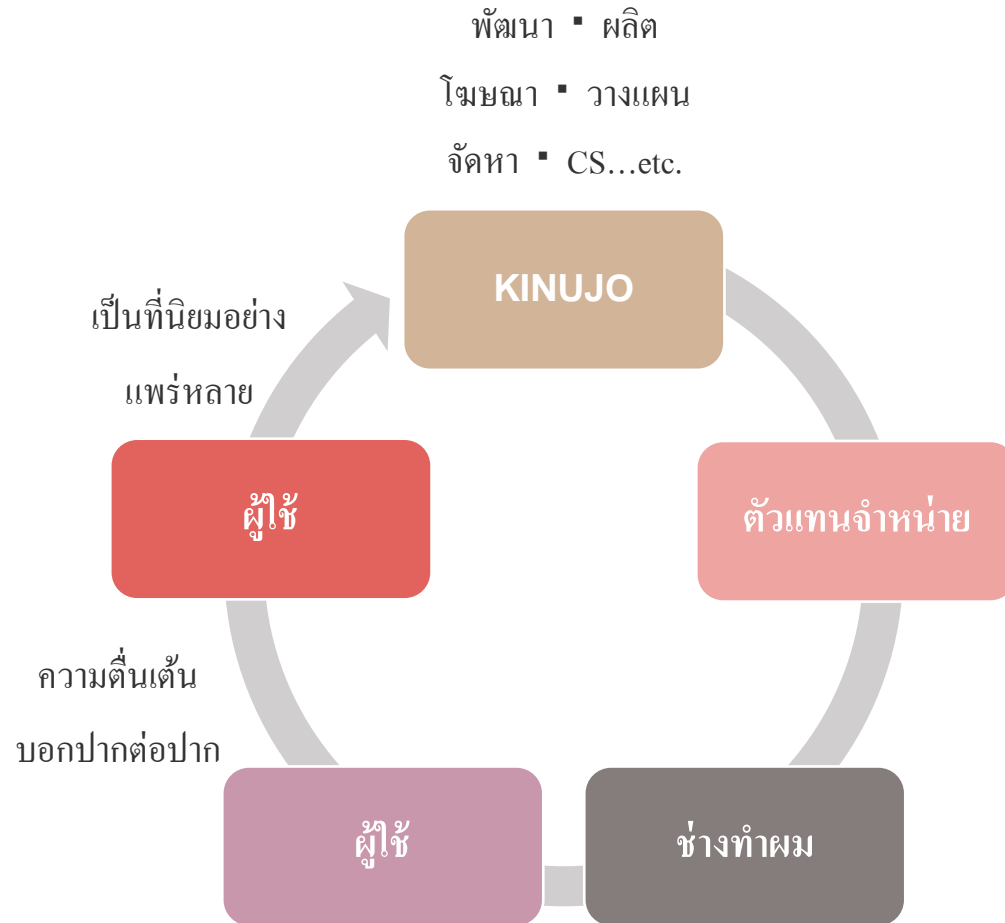 พัฒนา ▪ ผลิต
โฆษณา ▪ วางแผน
จัดหา ▪ CS…etc.
KINUJO
เป็นที่นิยมอย่าง
แพร่หลาย
ผู้ใช้
ตัวแทนจำหน่าย
ความตื่นเต้น
บอกปากต่อปาก
ผู้ใช้
ช่างทำผม